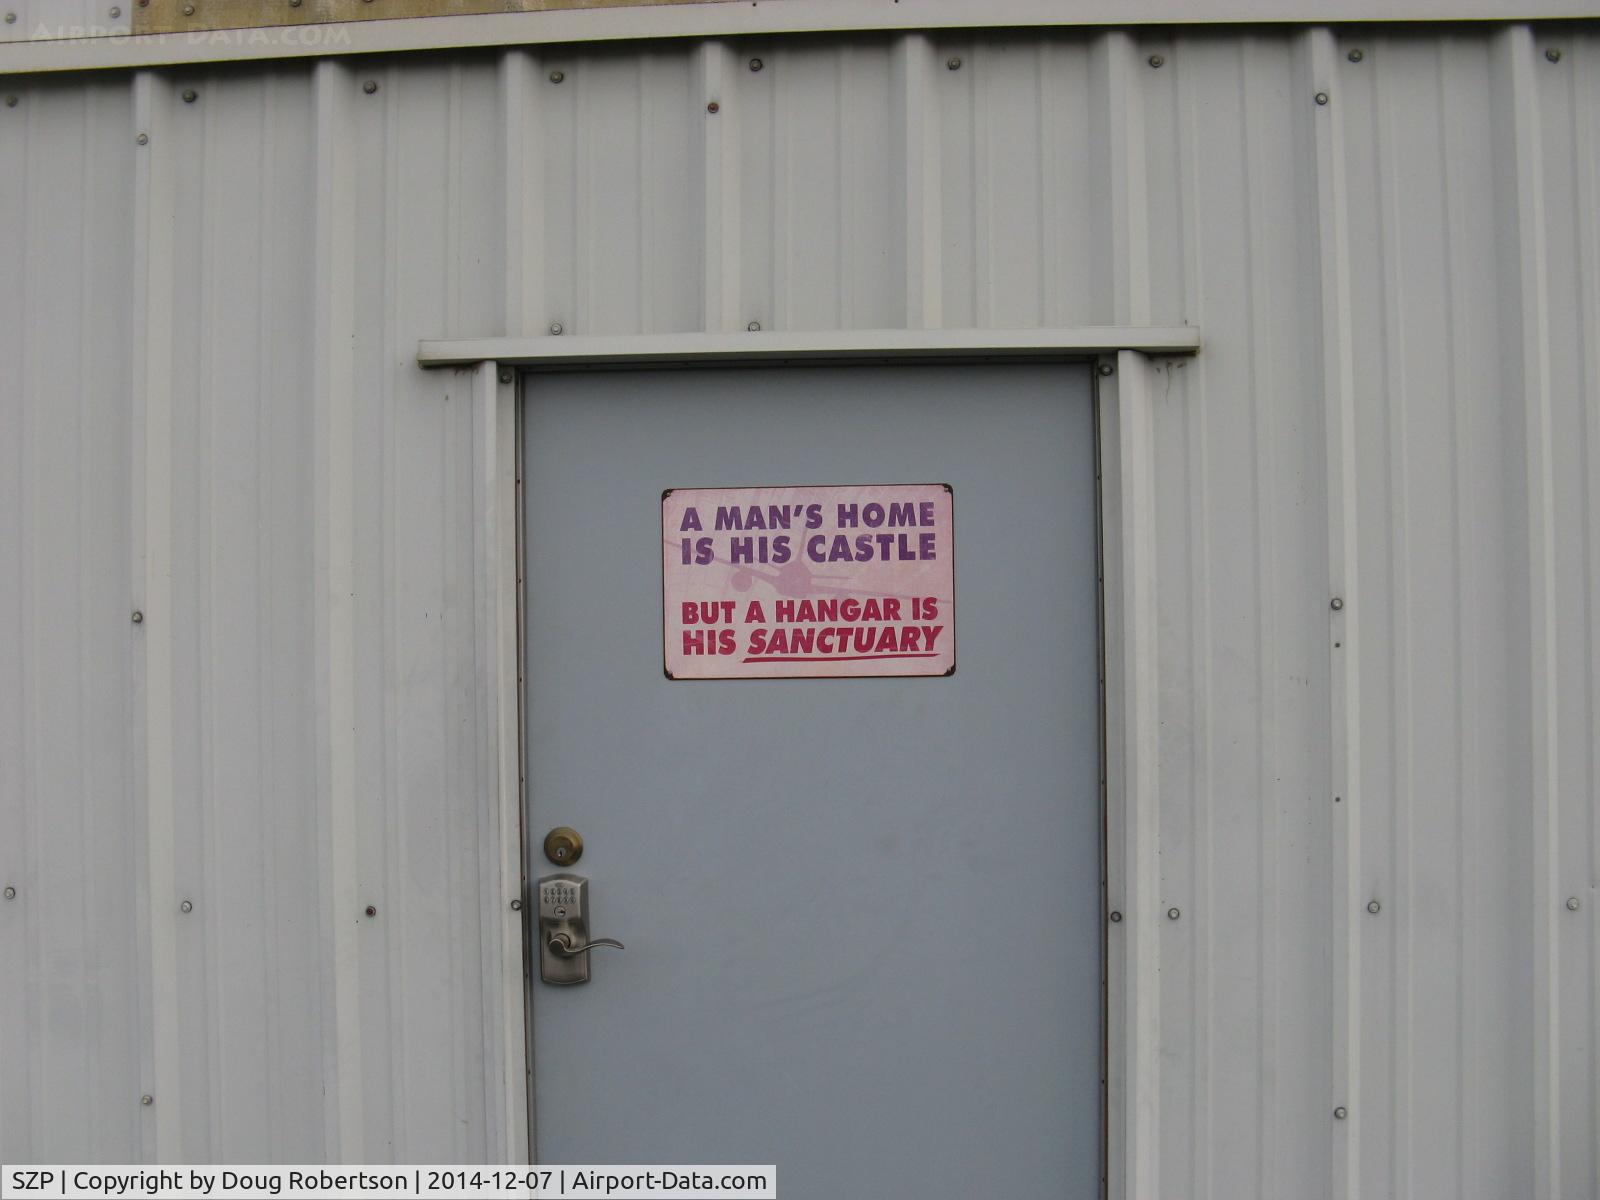 AIRPORT-DATA.COM
A MAN'S HOME
IS HIS CASTLE
BUT A HANGAR IS
HIS SANCTUARY
SZP | Copyright by Doug Robertson | 2014-12-07 | Airport-Data.com